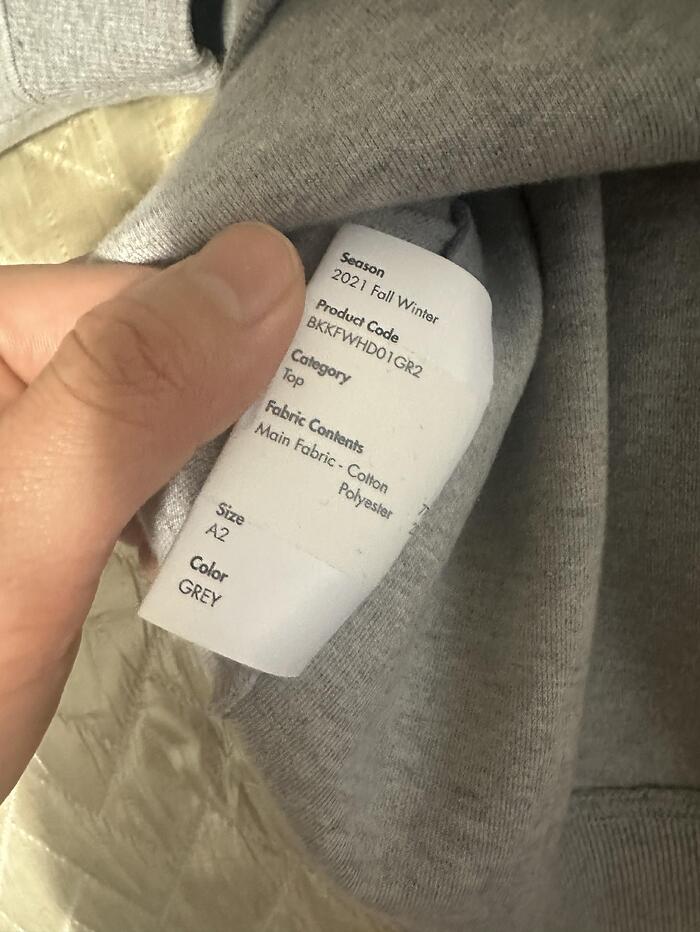 Season
2021 Fall Winter
Product Code
BKKFWHD01GR2
Category
Top
Fabric Contents
Main Fabric - Cotton
Polyester
Size
A2
Color
GREY